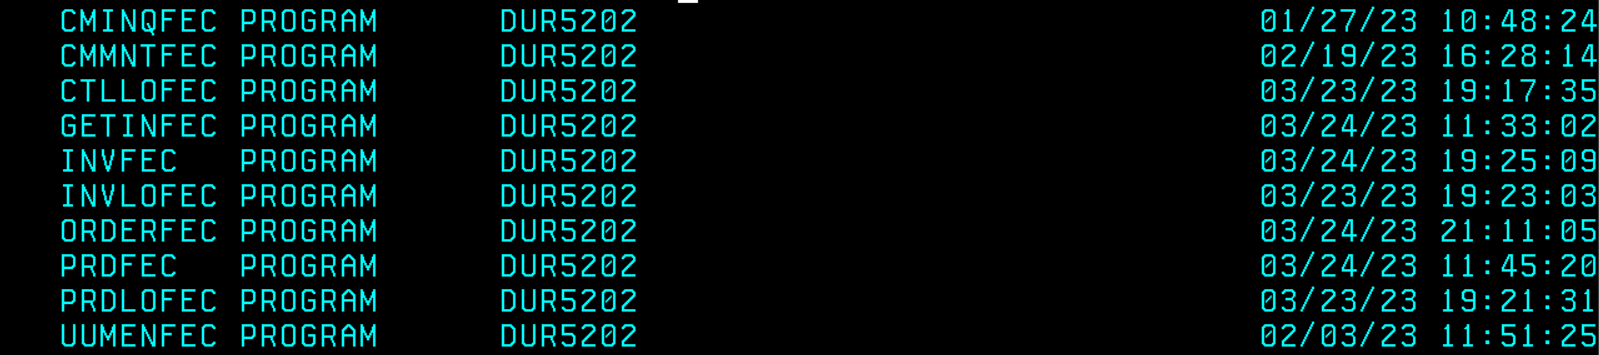 CMINQFEC PROGRAM DUR5202 01/27/23 10:48:24
CMMNTFEC PROGRAM DUR5202 02/19/23 16:28:14
CTLLOFEC PROGRAM DUR5202 03/23/23 19:17:35
GETINFEC PROGRAM DUR5202 03/24/23 11:33:02
INVFEC PROGRAM DUR5202 03/24/23 19:25:09
INVLOFEC PROGRAM DUR5202 03/23/23 19:23:03
ORDERFEC PROGRAM DUR5202 03/24/23 21:11:05
PRDFEC PROGRAM DUR5202 03/24/23 11:45:20
PRDLOFEC PROGRAM DUR5202 03/23/23 19:21:31
UUMENFEC PROGRAM DUR5202 02/03/23 11:51:25